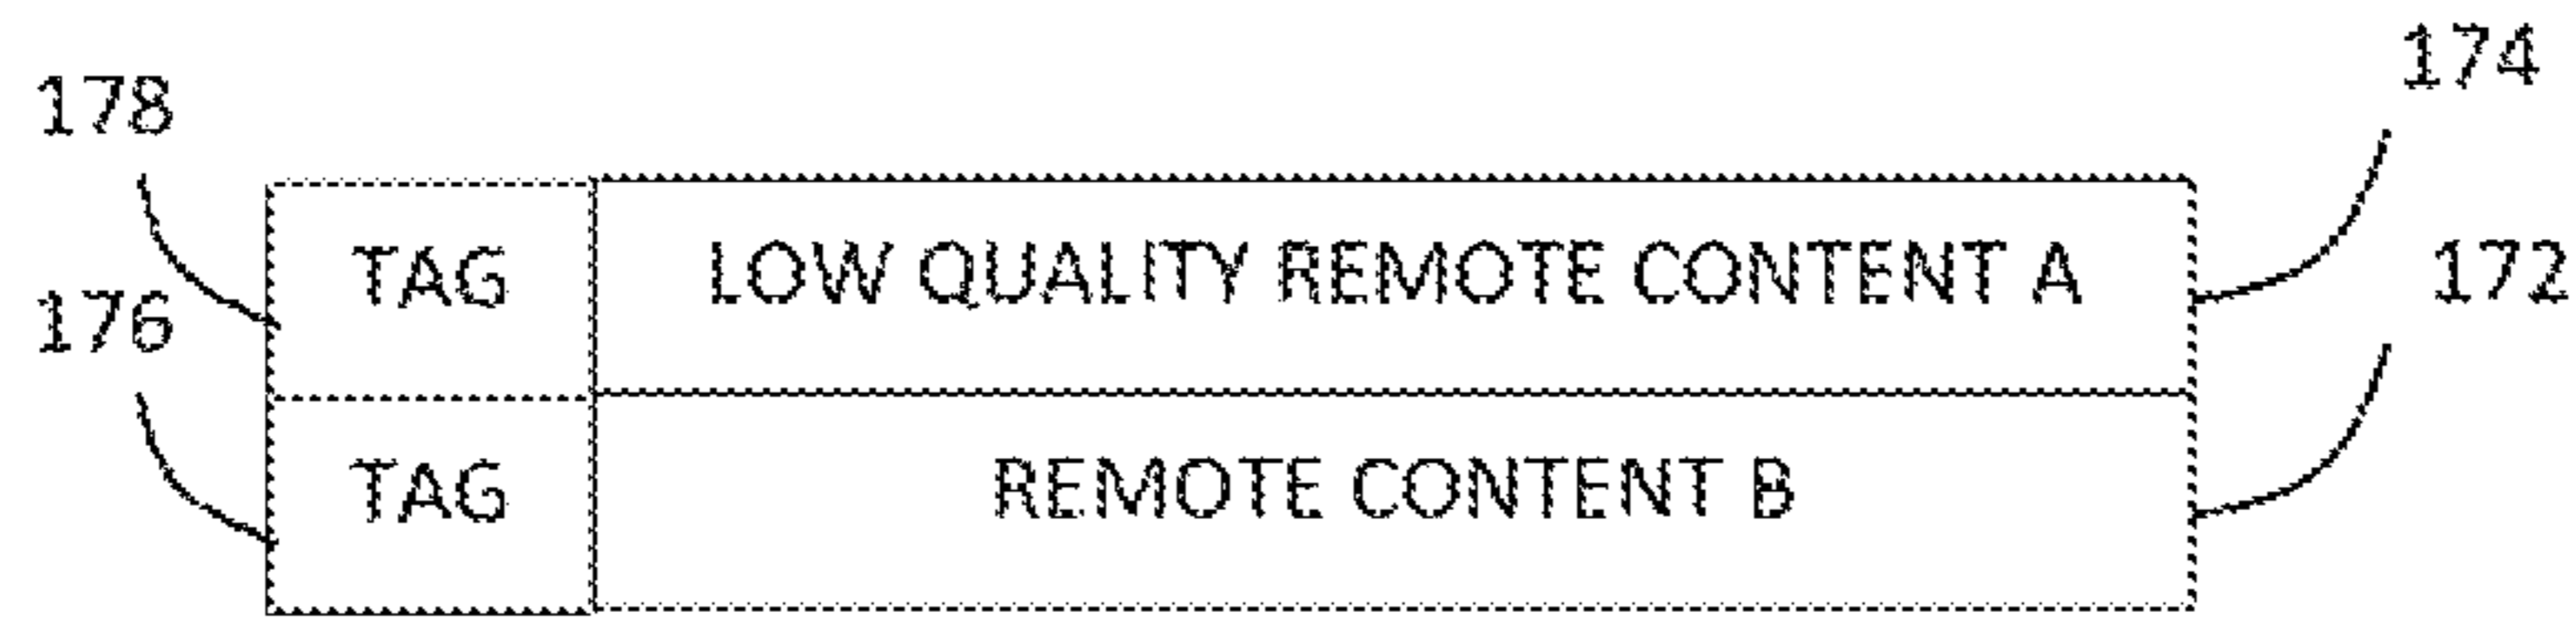 174
178
TAG LOW QUALITY REMOTE CONTENT A
172
176
TAG REMOTE CONTENT B